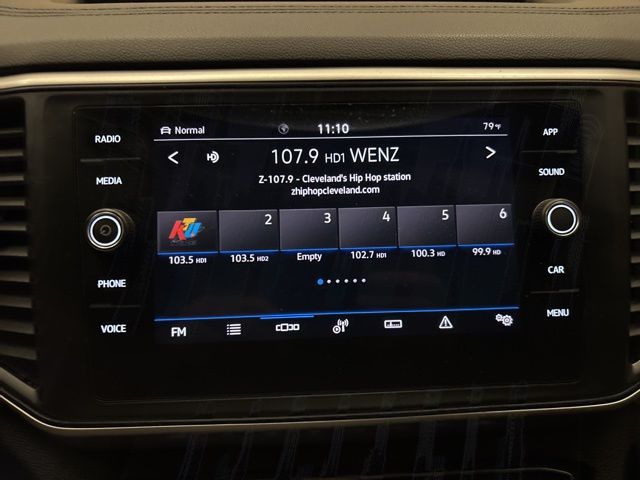 RADIO
MEDIA
PHONE
VOICE
Normal
11:10
79 °F
107.9 HD1 WENZ
Z-107.9 - Cleveland's Hip Hop station
zhiphopcleveland.com
2
3
4
5
6
103.5 HD1
103.5 HD2
Empty
102.7 HD1
100.3 HD
99.9 HD
FM
APP
SOUND
CAR
MENU